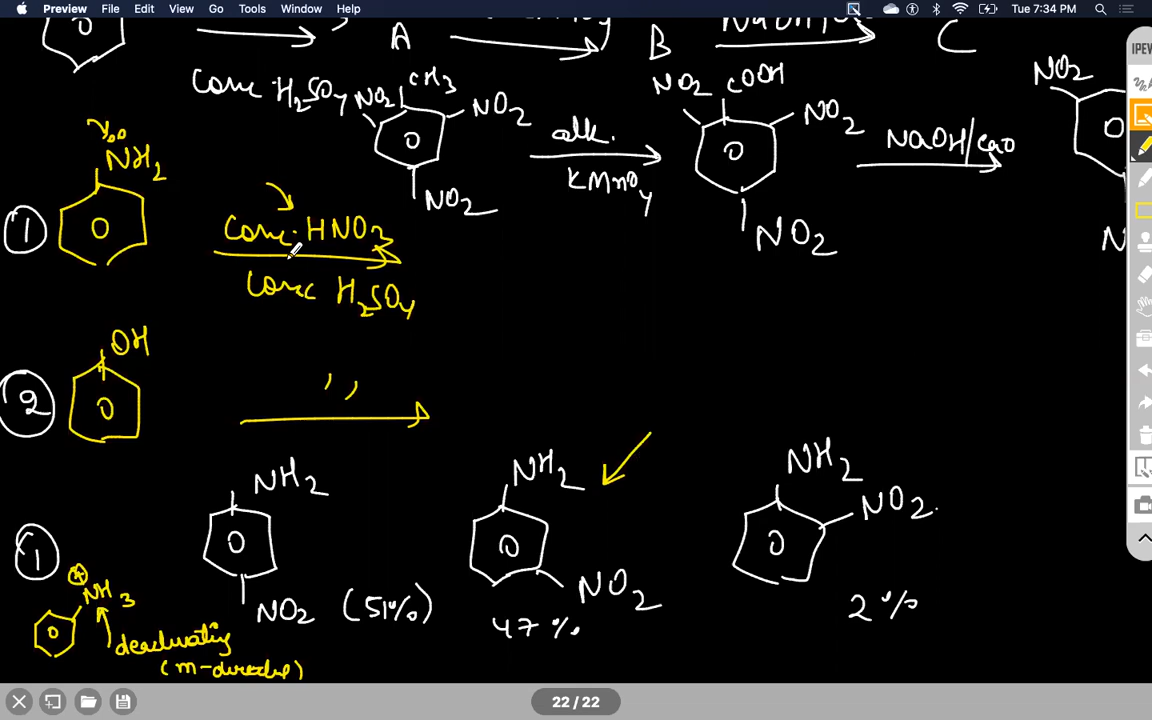 Preview File Edit View Go Tools Window Help Tue 7:34 PM
A B C
Conc H2SO4
CH3
NO2 NO2
NO2
alk.
KMnO4
NO2 COOH
NO2
NO2
NaOH/CaO
NO2
1
NH2
Conc. HNO3
Conc H2SO4
2
OH
,,
1
NH3
+
deactivating
(m-director)
NH2
NO2 (51%)
NH2
NO2
47 %
NH2
NO2
2 %
22 / 22